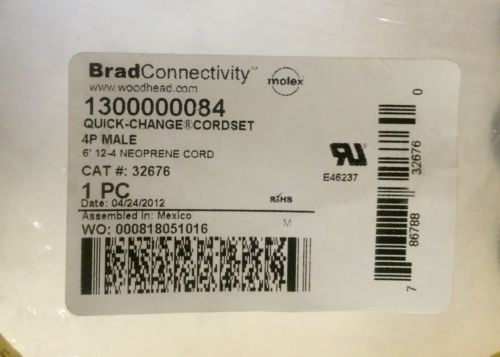 BradConnectivity™
molex
www.woodhead.com
1300000084
QUICK-CHANGE®CORDSET
4P MALE
6' 12-4 NEOPRENE CORD
CAT #: 32676
1 PC
Date: 04/24/2012
RoHS
E46237
Assembled In: Mexico
M
WO: 000818051016
7 86788 32676 0